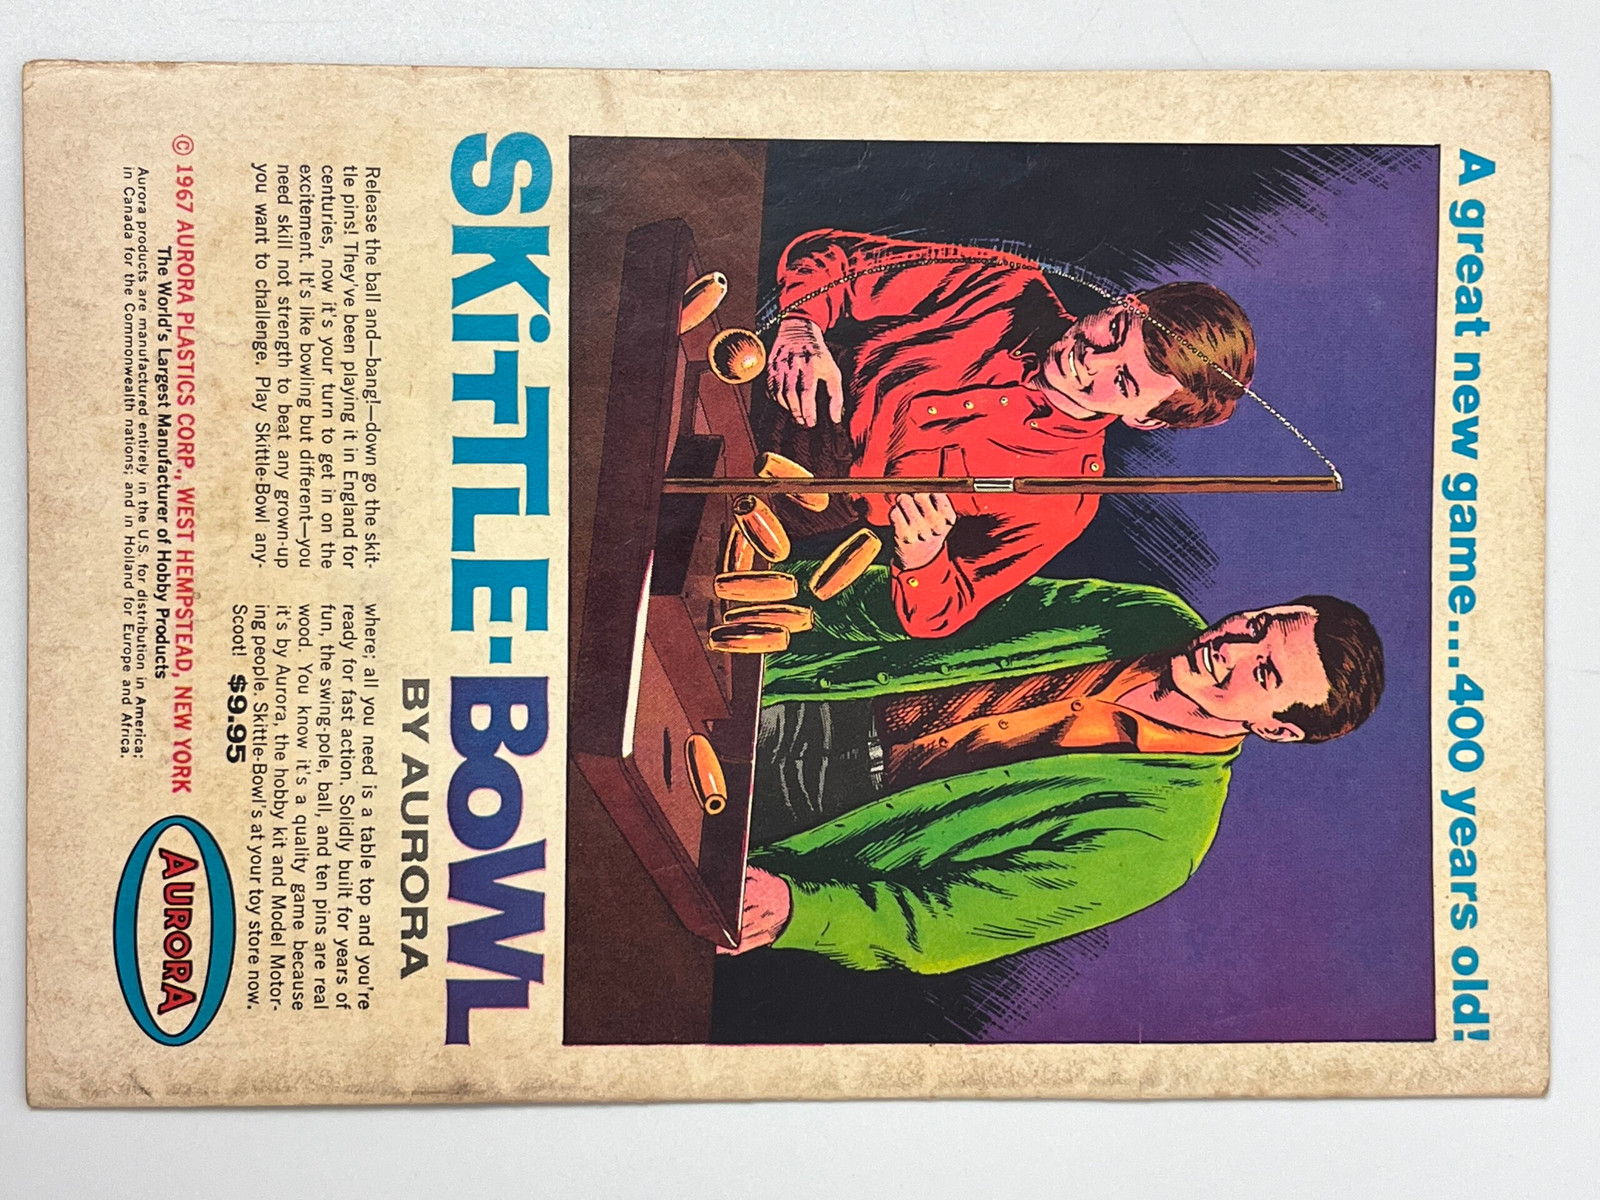 A great new game...400 years old!
SKiTTLE-BOWL
BY AURORA
Release the ball and—bang!—down go the skit-
tle pins! They've been playing it in England for
centuries, now it's your turn to get in on the
excitement. It's like bowling but different—you
need skill not strength to beat any grown-up
you want to challenge. Play Skittle-Bowl any-
where; all you need is a table top and you're
ready for fast action. Solidly built for years of
fun, the swing-pole, ball, and ten pins are real
wood. You know it's a quality game because
it's by Aurora, the hobby kit and Model Motor-
ing people. Skittle-Bowl's at your toy store now.
Scoot! $9.95
© 1967 AURORA PLASTICS CORP., WEST HEMPSTEAD, NEW YORK
The World's Largest Manufacturer of Hobby Products
Aurora products are manufactured entirely in the U.S. for distribution in America;
in Canada for the Commonwealth nations; and in Holland for Europe and Africa.
AURORA